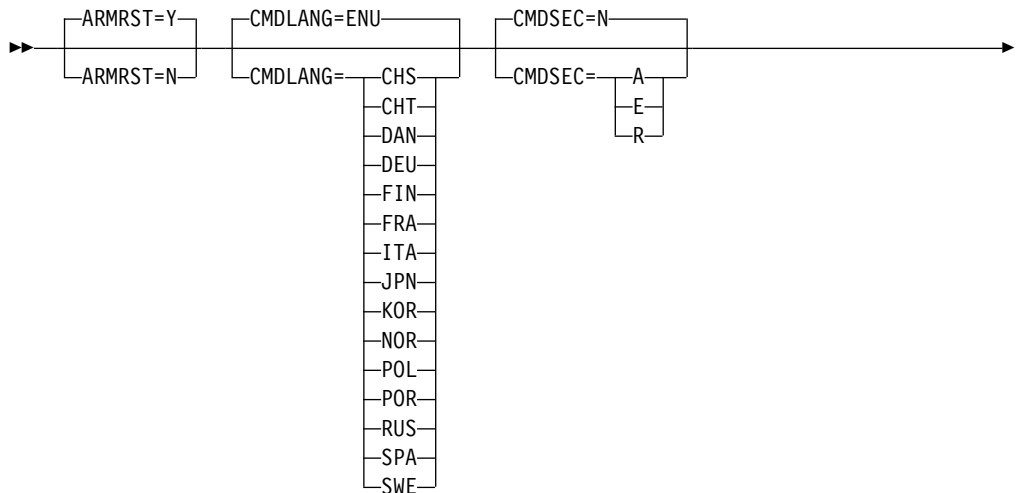 ARMRST=Y CMDLANG=ENU CMDSEC=N
ARMRST=N CMDLANG= CHS CMDSEC= A
CHT E
DAN R
DEU
FIN
FRA
ITA
JPN
KOR
NOR
POL
POR
RUS
SPA
SWE